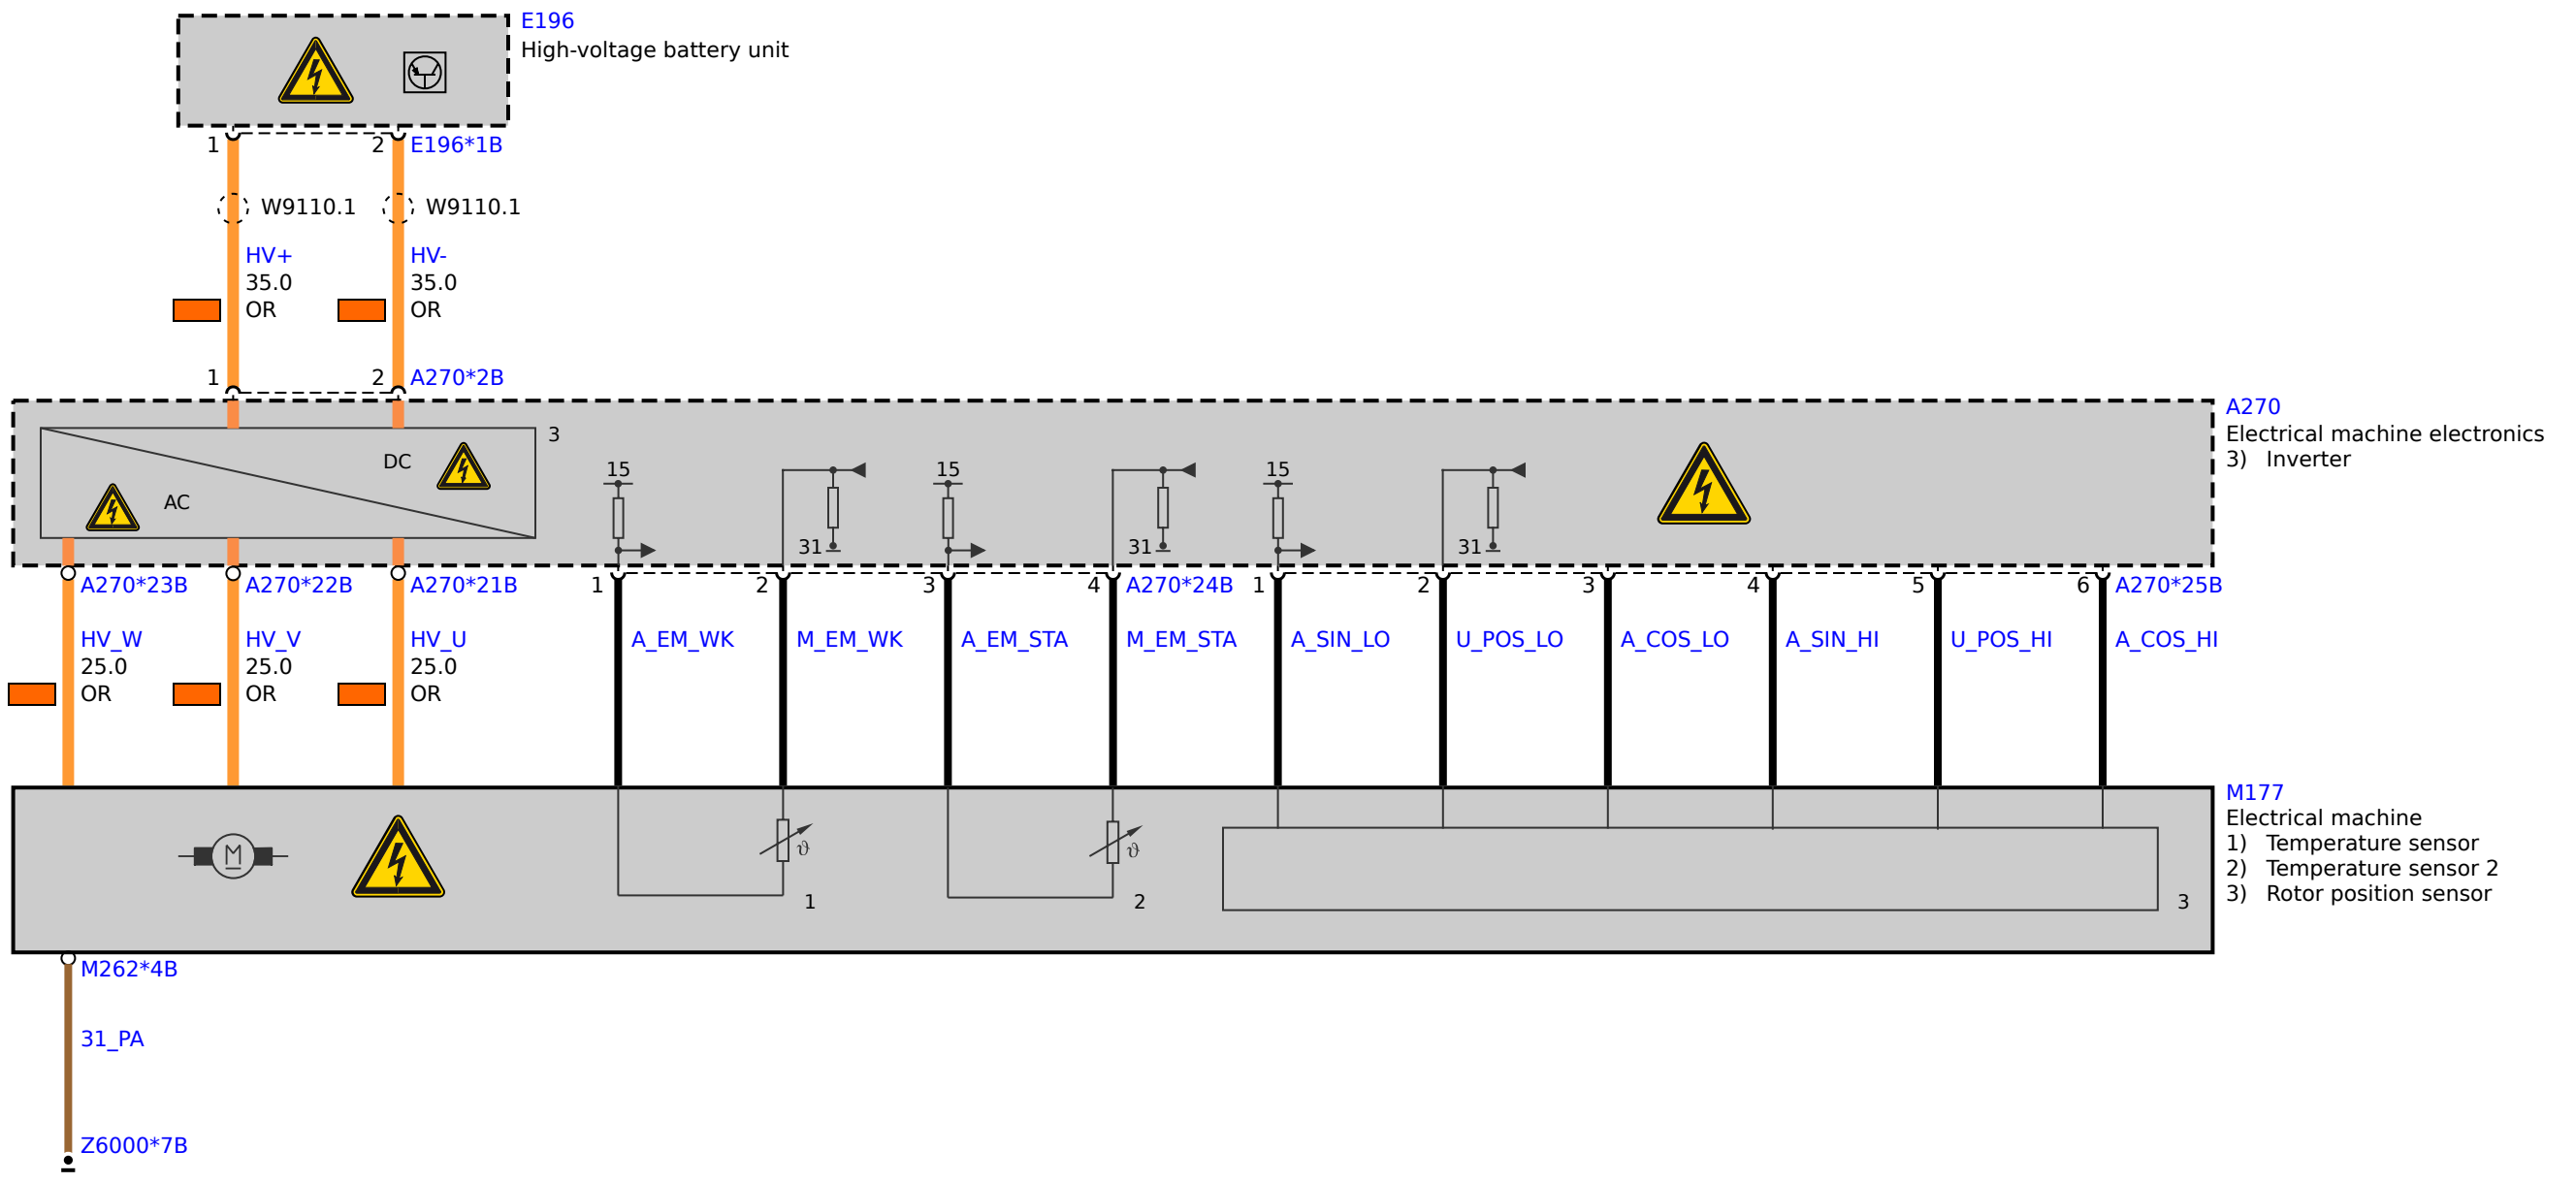 E196
High-voltage battery unit
1 2 E196*1B
W9110.1 W9110.1
HV+ HV-
35.0 35.0
OR OR
1 2 A270*2B
A270
Electrical machine electronics
3) Inverter
3
DC
AC
15 15 15
31 31 31
A270*23B A270*22B A270*21B 1 2 3 4 A270*24B 1 2 3 4 5 6 A270*25B
HV_W HV_V HV_U A_EM_WK M_EM_WK A_EM_STA M_EM_STA A_SIN_LO U_POS_LO A_COS_LO A_SIN_HI U_POS_HI A_COS_HI
25.0 25.0 25.0
OR OR OR
M177
Electrical machine
1) Temperature sensor
2) Temperature sensor 2
3) Rotor position sensor
M
ϑ ϑ
1 2 3
M262*4B
31_PA
Z6000*7B